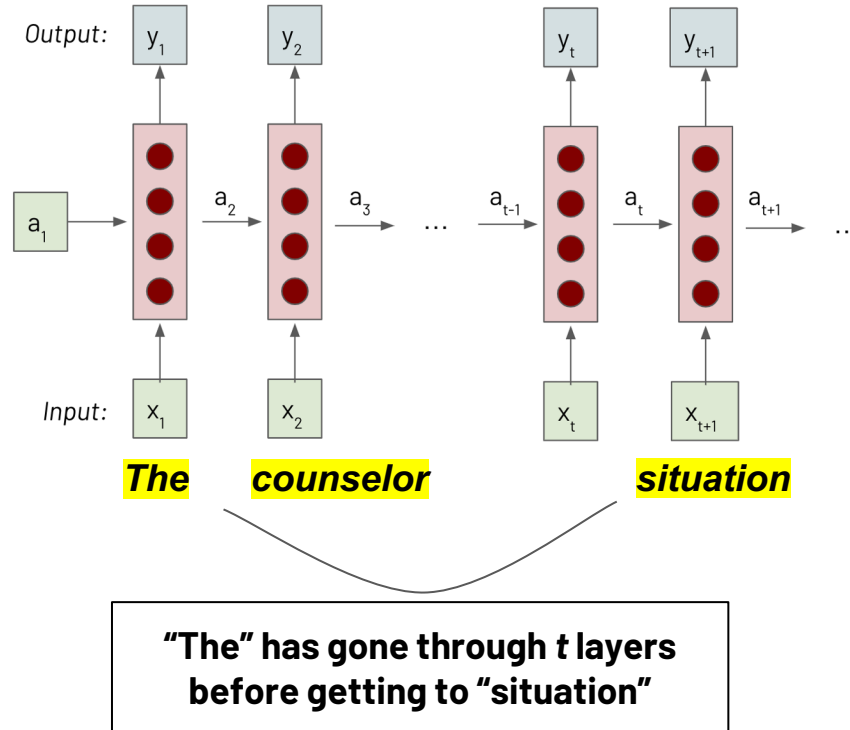 Output: y₁ y₂ yₜ yₜ₊₁
a₂ a₃ aₜ₋₁ aₜ aₜ₊₁
a₁ ... ..
Input: x₁ x₂ xₜ xₜ₊₁
The counselor situation
“The” has gone through t layers
before getting to “situation”